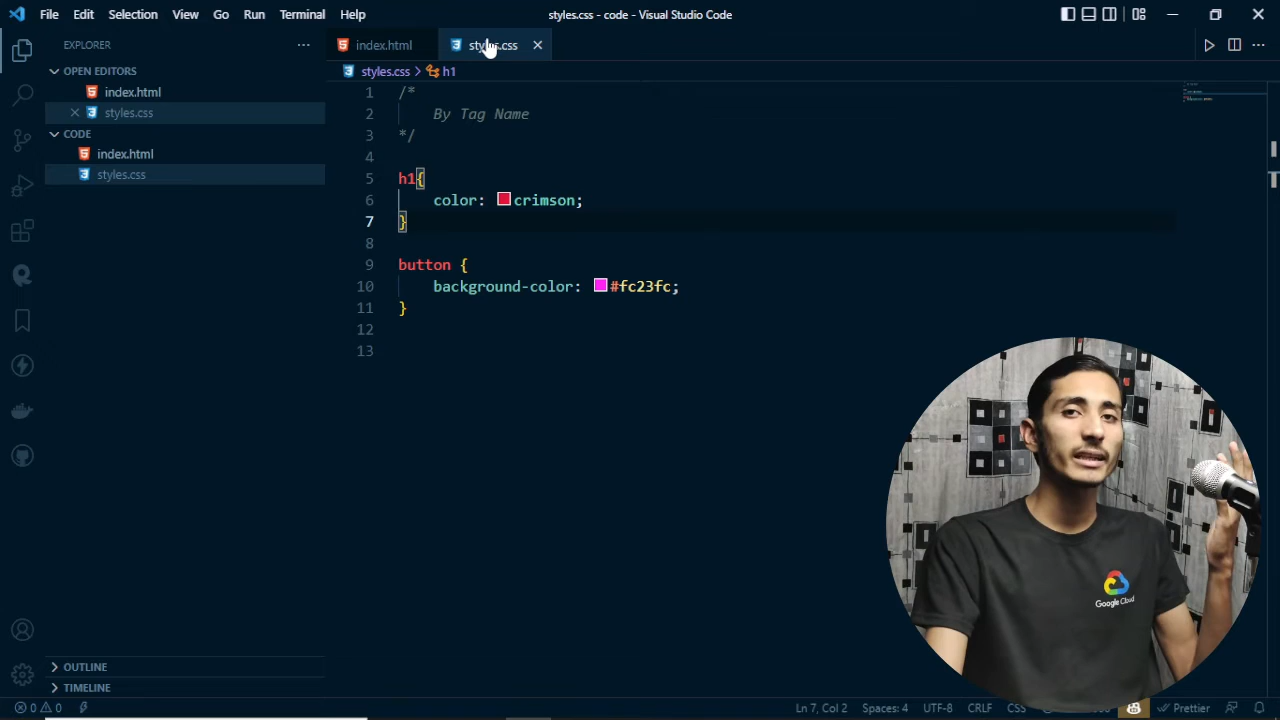 File Edit Selection View Go Run Terminal Help
styles.css - code - Visual Studio Code
EXPLORER
OPEN EDITORS
index.html
styles.css
CODE
index.html
styles.css
OUTLINE
TIMELINE
index.html
styles.css
styles.css > h1
1 /*
2 By Tag Name
3 */
4
5 h1{
6 color: crimson;
7 }
8
9 button {
10 background-color: #fc23fc;
11 }
12
13
Google Cloud
0 0
Ln 7, Col 2 Spaces: 4 UTF-8 CRLF CSS Prettier